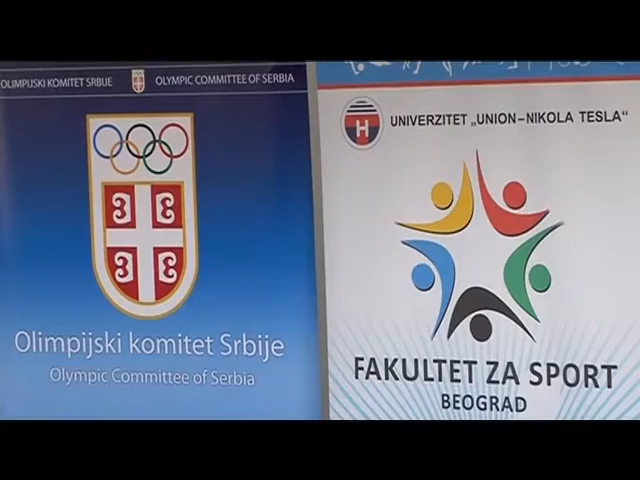 OLIMPIJSKI KOMITET SRBIJE
OLYMPIC COMMITTEE OF SERBIA
Olimpijski komitet Srbije
Olympic Committee of Serbia
UNIVERZITET „UNION–NIKOLA TESLA“
H
FAKULTET ZA SPORT
BEOGRAD